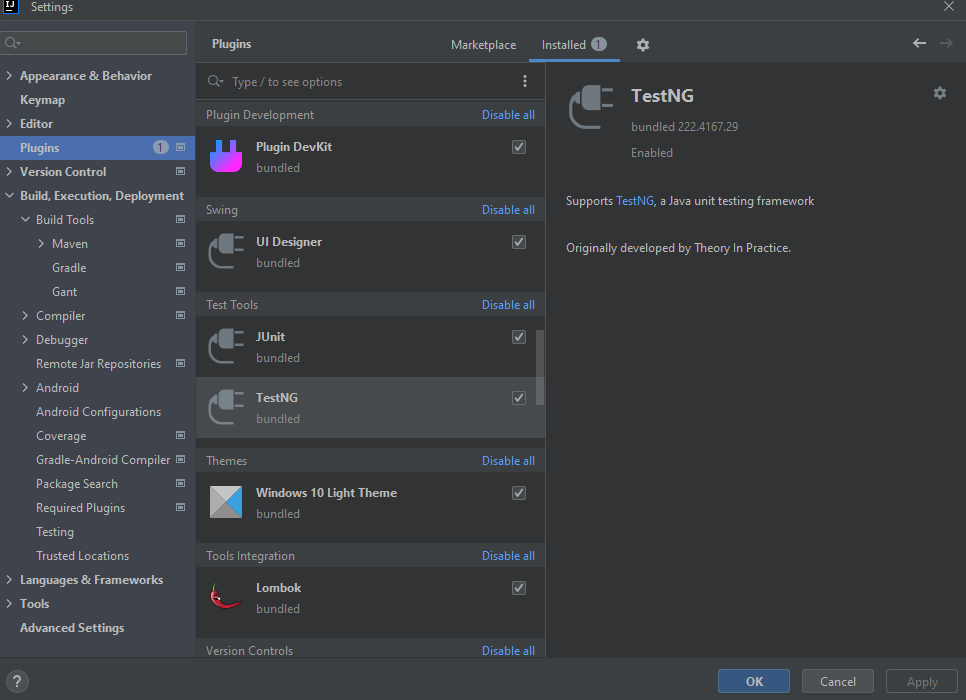 IJ
Settings
Appearance & Behavior
Keymap
Editor
Plugins 1
Version Control
Build, Execution, Deployment
Build Tools
Maven
Gradle
Gant
Compiler
Debugger
Remote Jar Repositories
Android
Android Configurations
Coverage
Gradle-Android Compiler
Package Search
Required Plugins
Testing
Trusted Locations
Languages & Frameworks
Tools
Advanced Settings
Plugins
Marketplace
Installed 1
Type / to see options
Plugin Development Disable all
Plugin DevKit
bundled
Swing Disable all
UI Designer
bundled
Test Tools Disable all
JUnit
bundled
TestNG
bundled
Themes Disable all
Windows 10 Light Theme
bundled
Tools Integration Disable all
Lombok
bundled
Version Controls Disable all
TestNG
bundled 222.4167.29
Enabled
Supports TestNG, a Java unit testing framework
Originally developed by Theory In Practice.
?
OK
Cancel
Apply